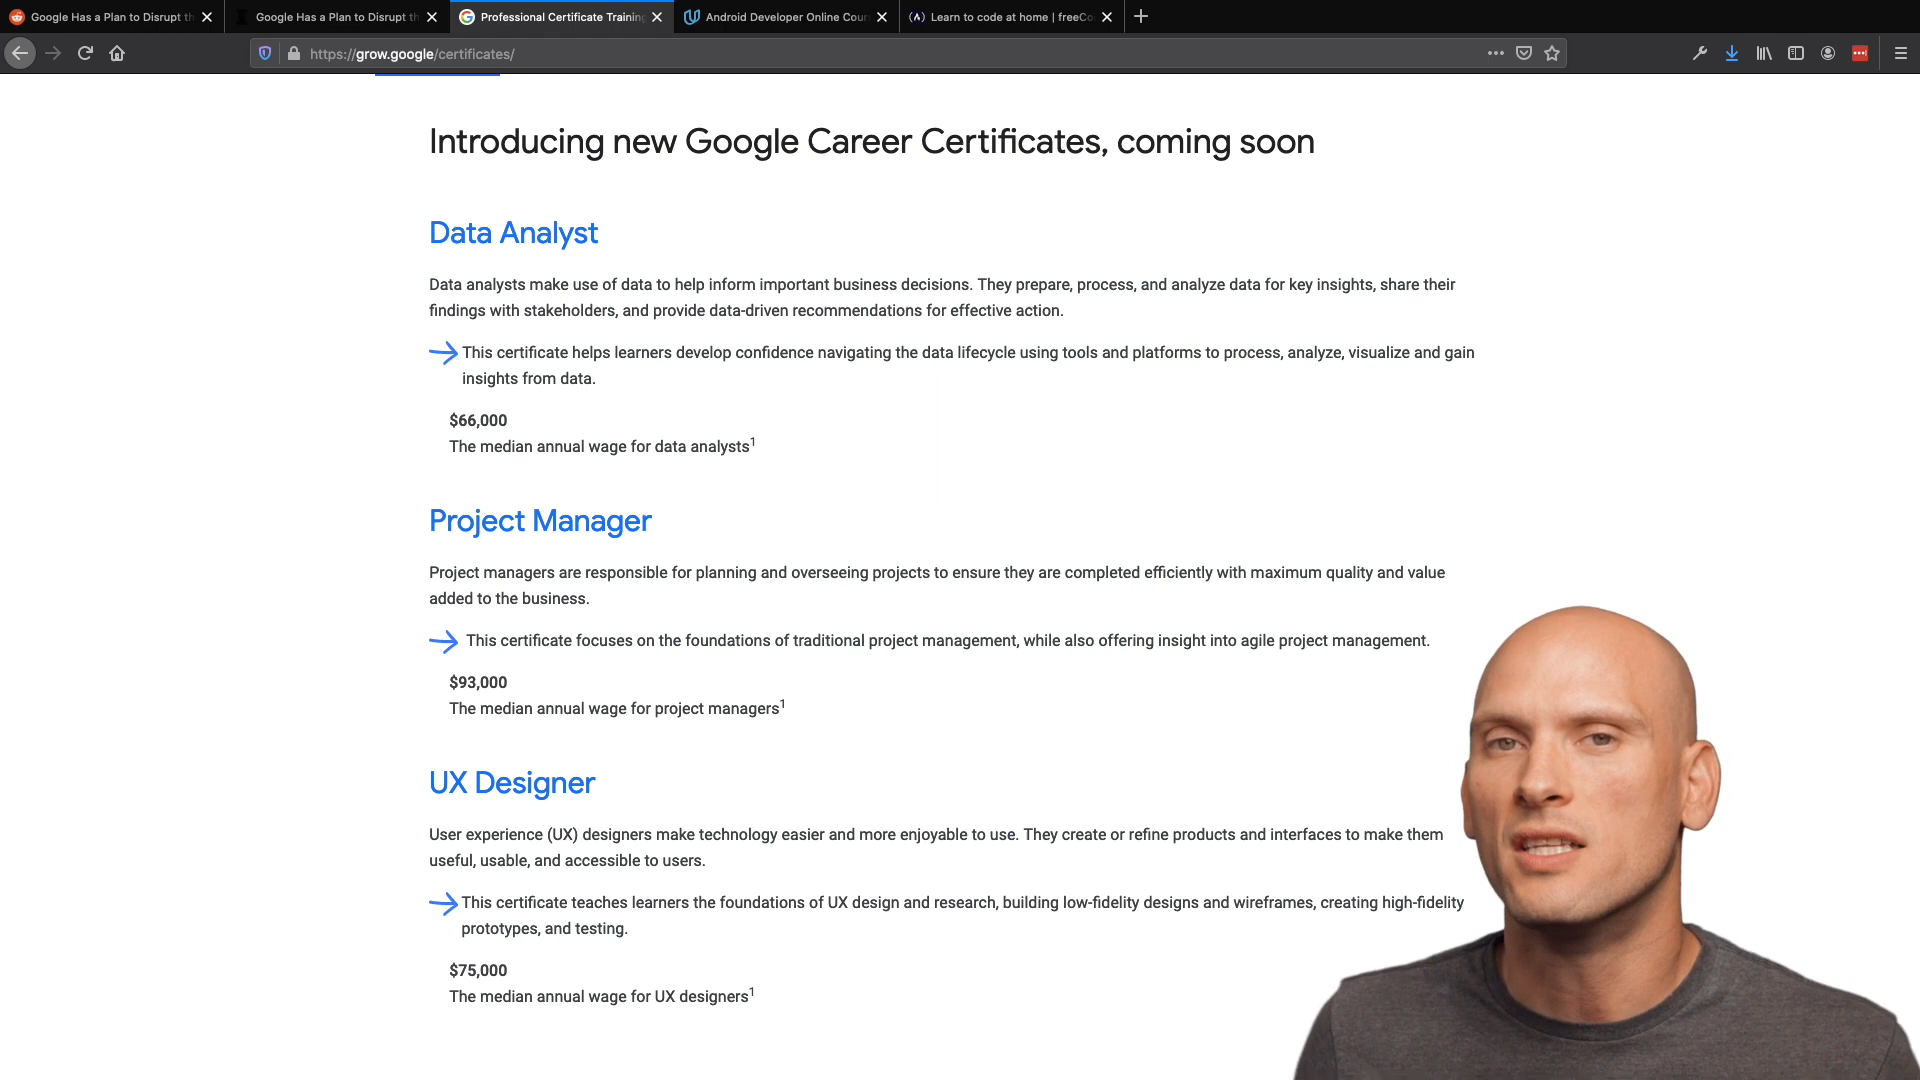 Google Has a Plan to Disrupt th
Google Has a Plan to Disrupt th
Professional Certificate Training
Android Developer Online Cour
Learn to code at home | freeCo
https://grow.google/certificates/
Introducing new Google Career Certificates, coming soon
Data Analyst
Data analysts make use of data to help inform important business decisions. They prepare, process, and analyze data for key insights, share their
findings with stakeholders, and provide data-driven recommendations for effective action.
This certificate helps learners develop confidence navigating the data lifecycle using tools and platforms to process, analyze, visualize and gain
insights from data.
$66,000
The median annual wage for data analysts¹
Project Manager
Project managers are responsible for planning and overseeing projects to ensure they are completed efficiently with maximum quality and value
added to the business.
This certificate focuses on the foundations of traditional project management, while also offering insight into agile project management.
$93,000
The median annual wage for project managers¹
UX Designer
User experience (UX) designers make technology easier and more enjoyable to use. They create or refine products and interfaces to make them
useful, usable, and accessible to users.
This certificate teaches learners the foundations of UX design and research, building low-fidelity designs and wireframes, creating high-fidelity
prototypes, and testing.
$75,000
The median annual wage for UX designers¹